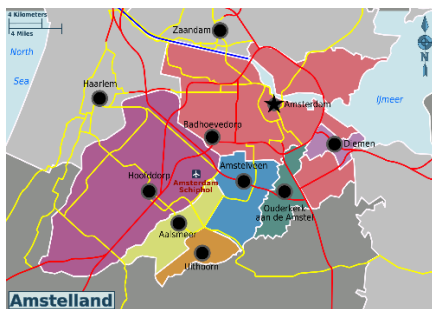 4 Kilometers
4 Miles
Zaandam
N
North
Sea
Haarlem
Amsterdam
IJmeer
Badhoevedorp
Diemen
Hoofddorp
Amsterdam
Schiphol
Amstelveen
Ouderkerk
aan de Amstel
Aalsmeer
Uithoorn
Amstelland